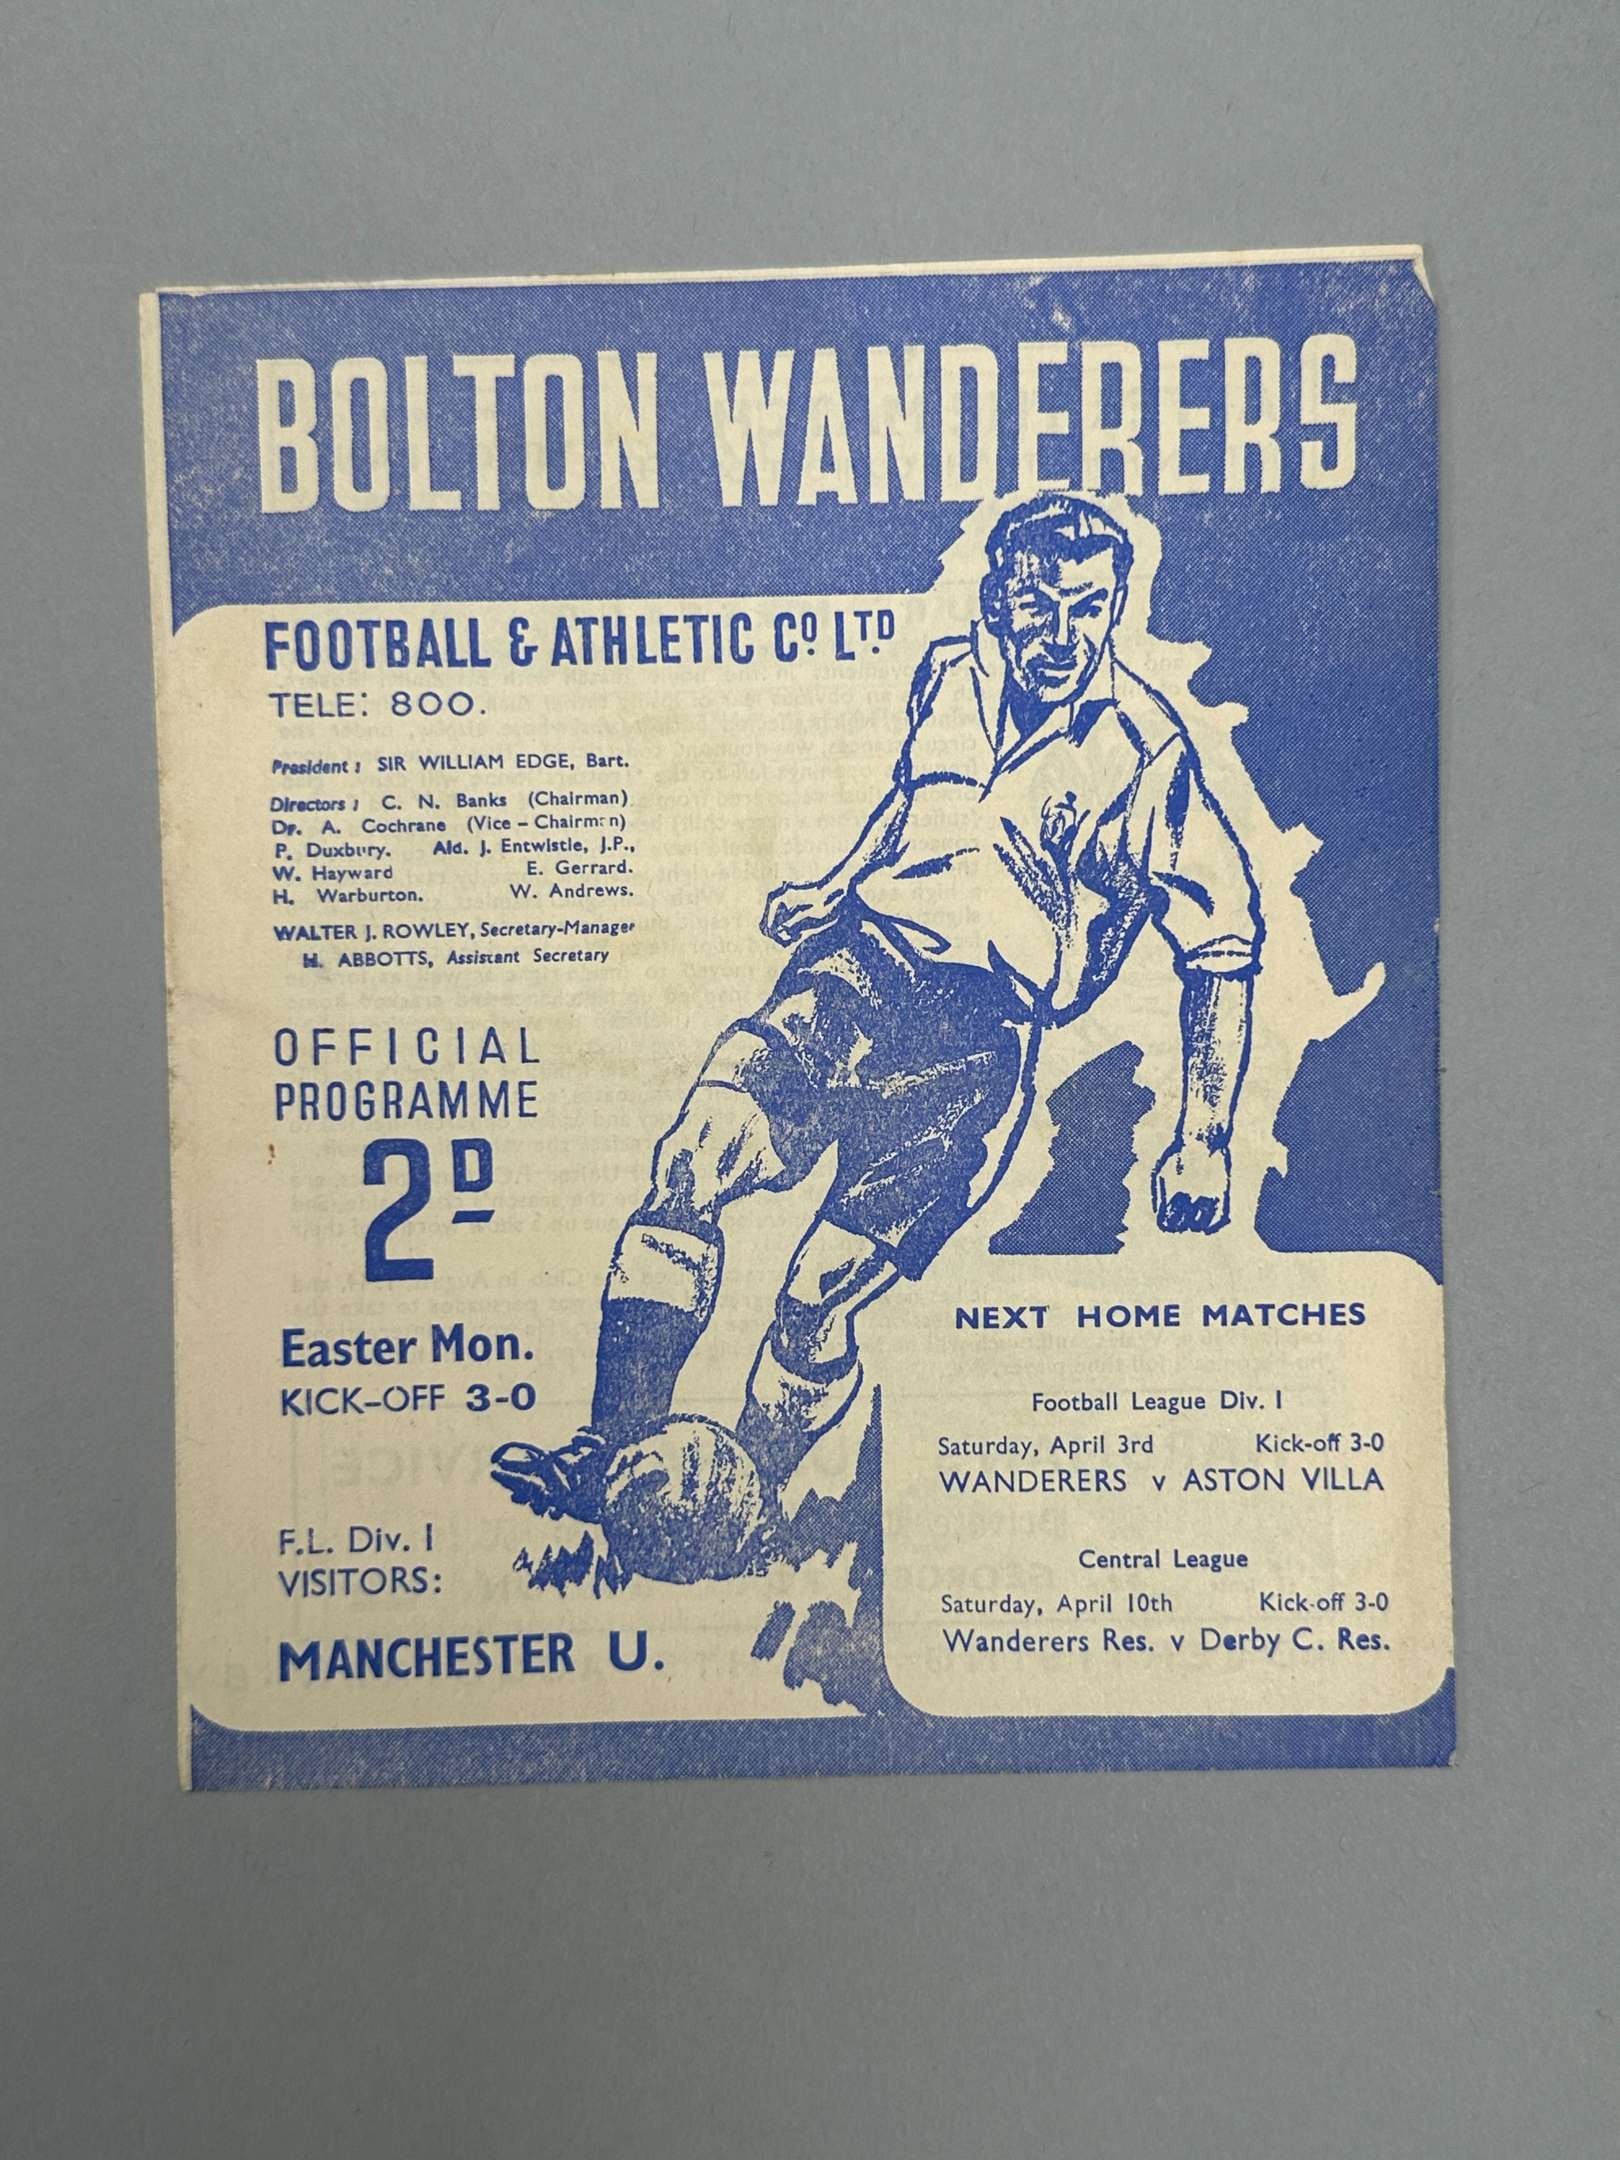 BOLTON WANDERERS
FOOTBALL & ATHLETIC Cº. LTD.
TELE: 800.
President: SIR WILLIAM EDGE, Bart.
Directors: C. N. Banks (Chairman)
Dr. A. Cochrane (Vice-Chairman)
P. Duxbury. Ald. J. Entwistle, J.P.,
W. Hayward E. Gerrard.
H. Warburton. W. Andrews.
WALTER J. ROWLEY, Secretary-Manager
H. ABBOTTS, Assistant Secretary
OFFICIAL
PROGRAMME
2D
Easter Mon.
KICK-OFF 3-0
F.L. Div. I
VISITORS:
MANCHESTER U.
NEXT HOME MATCHES
Football League Div. I
Saturday, April 3rd Kick-off 3-0
WANDERERS v ASTON VILLA
Central League
Saturday, April 10th Kick-off 3-0
Wanderers Res. v Derby C. Res.